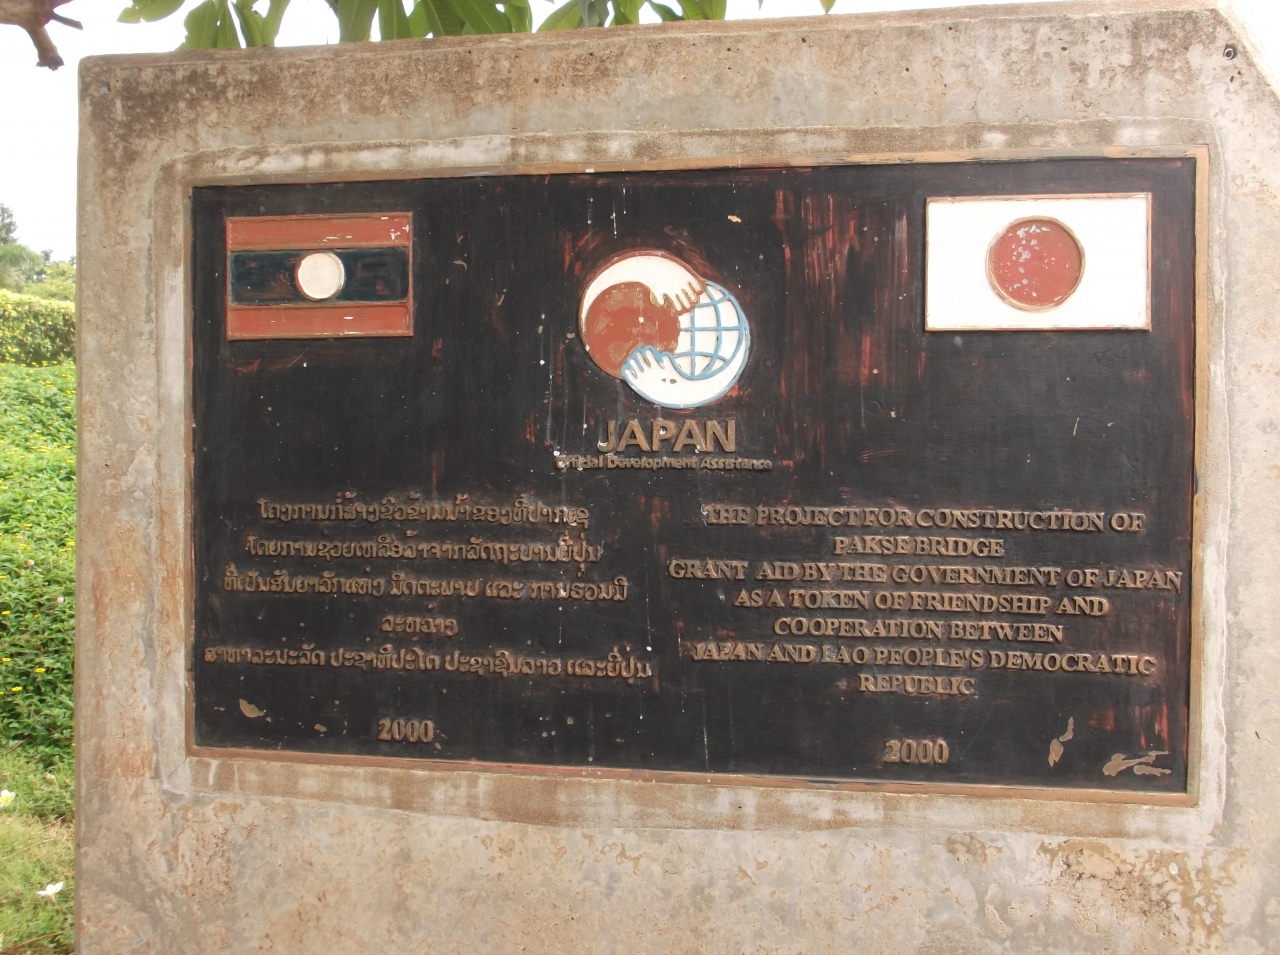 JAPAN
Official Development Assistance
ໂຄງການກໍ່ສ້າງຂົວຂ້າມນ້ຳຂອງທີ່ປາກເຊ
ໂດຍການຊ່ວຍເຫລືອລ້າຈາກລັດຖະບານຍີ່ປຸ່ນ
ທີ່ເປັນສັນຍາລັກແຫ່ງ ມິດຕະພາບ ແລະ ການຮ່ວມມື
ລະຫວ່າງ
ສາທາລະນະລັດ ປະຊາທິປະໄຕ ປະຊາຊົນລາວ ແລະຍີ່ປຸ່ນ
2000
THE PROJECT FOR CONSTRUCTION OF
PAKSE BRIDGE
GRANT AID BY THE GOVERNMENT OF JAPAN
AS A TOKEN OF FRIENDSHIP AND
COOPERATION BETWEEN
JAPAN AND LAO PEOPLE'S DEMOCRATIC
REPUBLIC
2000